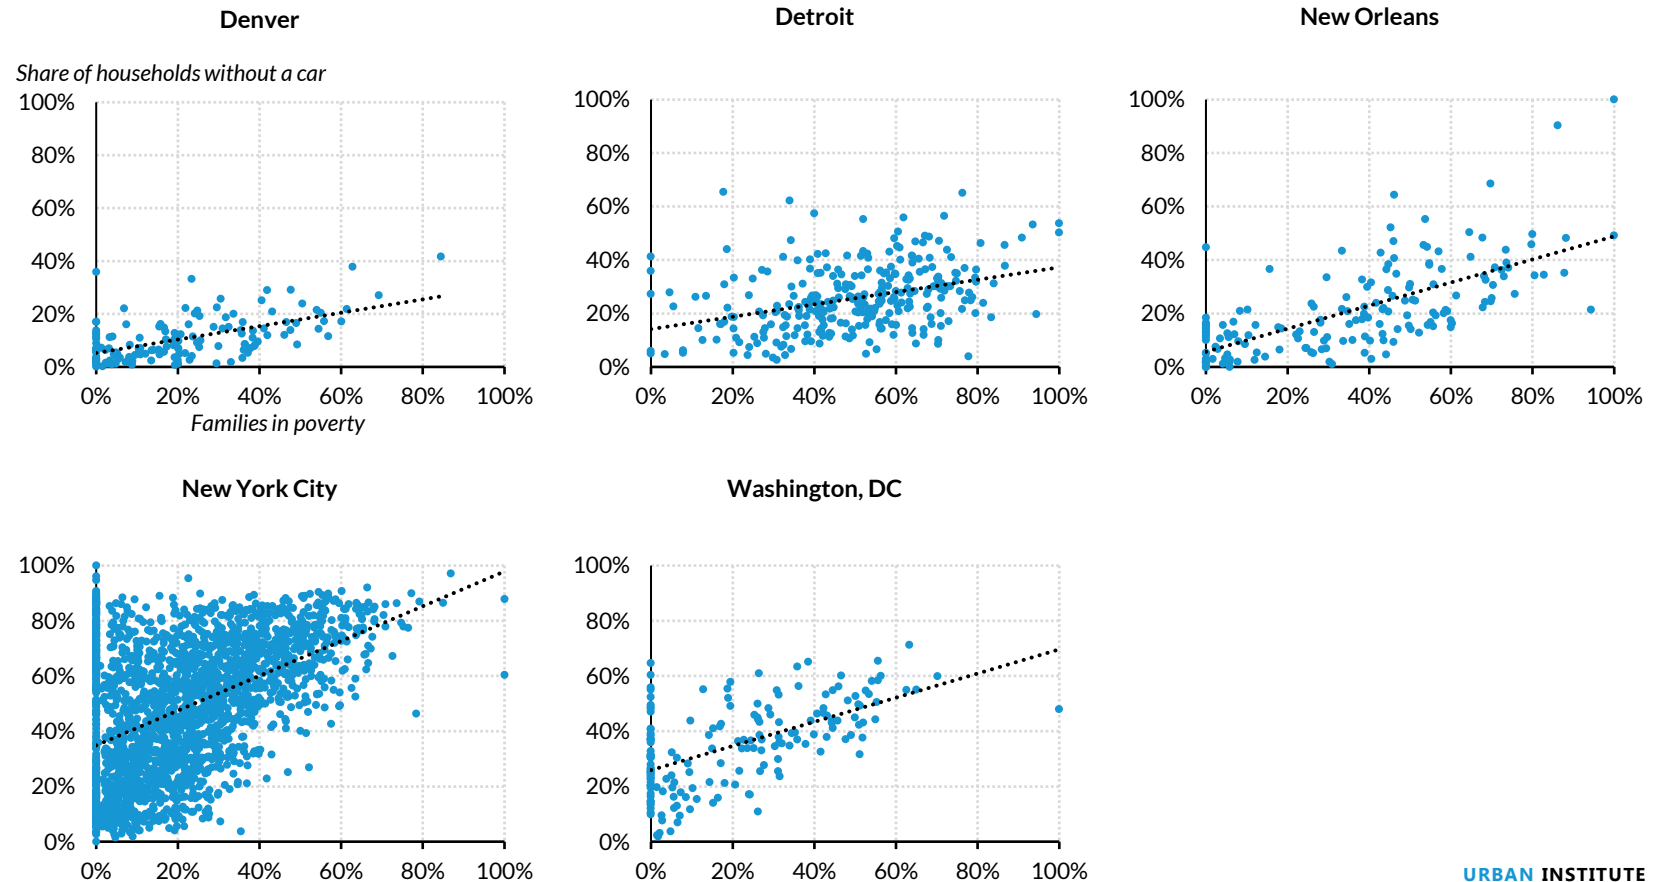 Denver
Detroit
New Orleans
Share of households without a car
100%
80%
60%
40%
20%
0%
0% 20% 40% 60% 80% 100%
Families in poverty
100%
80%
60%
40%
20%
0%
0% 20% 40% 60% 80% 100%
100%
80%
60%
40%
20%
0%
0% 20% 40% 60% 80% 100%
New York City
Washington, DC
100%
80%
60%
40%
20%
0%
0% 20% 40% 60% 80% 100%
100%
80%
60%
40%
20%
0%
0% 20% 40% 60% 80% 100%
URBAN INSTITUTE